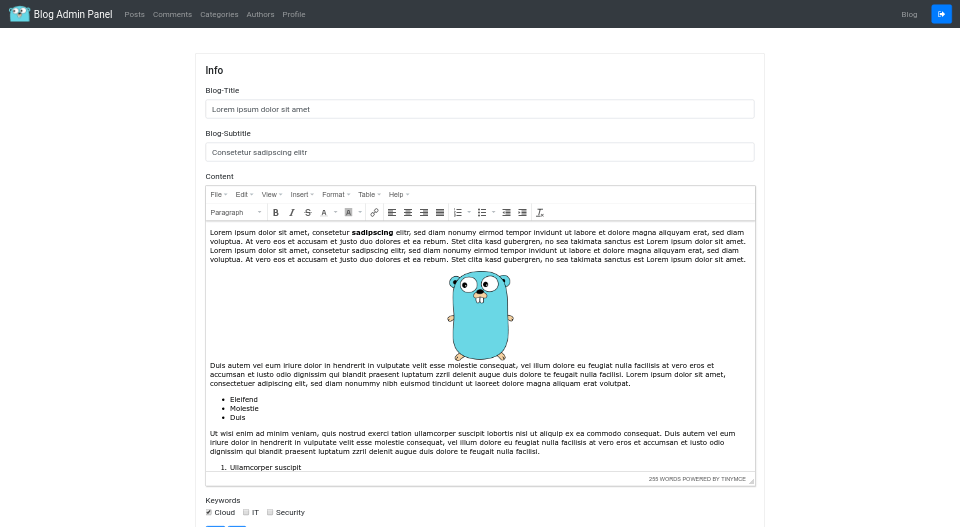 Blog Admin Panel Posts Comments Categories Authors Profile Blog
Info
Blog-Title
Lorem ipsum dolor sit amet
Blog-Subtitle
Consetetur sadipscing elitr
Content
File Edit View Insert Format Table Help
Paragraph B I S A A
Lorem ipsum dolor sit amet, consetetur sadipscing elitr, sed diam nonumy eirmod tempor invidunt ut labore et dolore magna aliquyam erat, sed diam
voluptua. At vero eos et accusam et justo duo dolores et ea rebum. Stet clita kasd gubergren, no sea takimata sanctus est Lorem ipsum dolor sit amet.
Lorem ipsum dolor sit amet, consetetur sadipscing elitr, sed diam nonumy eirmod tempor invidunt ut labore et dolore magna aliquyam erat, sed diam
voluptua. At vero eos et accusam et justo duo dolores et ea rebum. Stet clita kasd gubergren, no sea takimata sanctus est Lorem ipsum dolor sit amet.
Duis autem vel eum iriure dolor in hendrerit in vulputate velit esse molestie consequat, vel illum dolore eu feugiat nulla facilisis at vero eros et
accumsan et iusto odio dignissim qui blandit praesent luptatum zzril delenit augue duis dolore te feugait nulla facilisi. Lorem ipsum dolor sit amet,
consectetuer adipiscing elit, sed diam nonummy nibh euismod tincidunt ut laoreet dolore magna aliquam erat volutpat.
• Eleifend
• Molestie
• Duis
Ut wisi enim ad minim veniam, quis nostrud exerci tation ullamcorper suscipit lobortis nisl ut aliquip ex ea commodo consequat. Duis autem vel eum
iriure dolor in hendrerit in vulputate velit esse molestie consequat, vel illum dolore eu feugiat nulla facilisis at vero eros et accumsan et iusto odio
dignissim qui blandit praesent luptatum zzril delenit augue duis dolore te feugait nulla facilisi.
1. Ullamcorper suscipit
255 WORDS POWERED BY TINYMCE
Keywords
Cloud IT Security